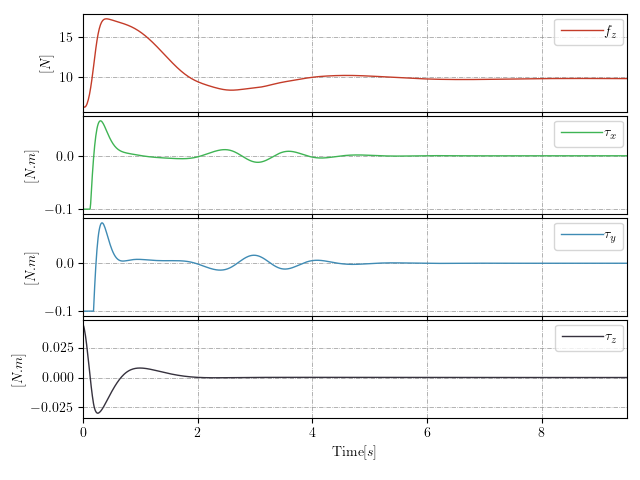 15
10
[N]
f_z
0.0
−0.1
[N.m]
τ_x
0.0
−0.1
[N.m]
τ_y
0.025
0.000
−0.025
[N.m]
τ_z
0 2 4 6 8
Time[s]